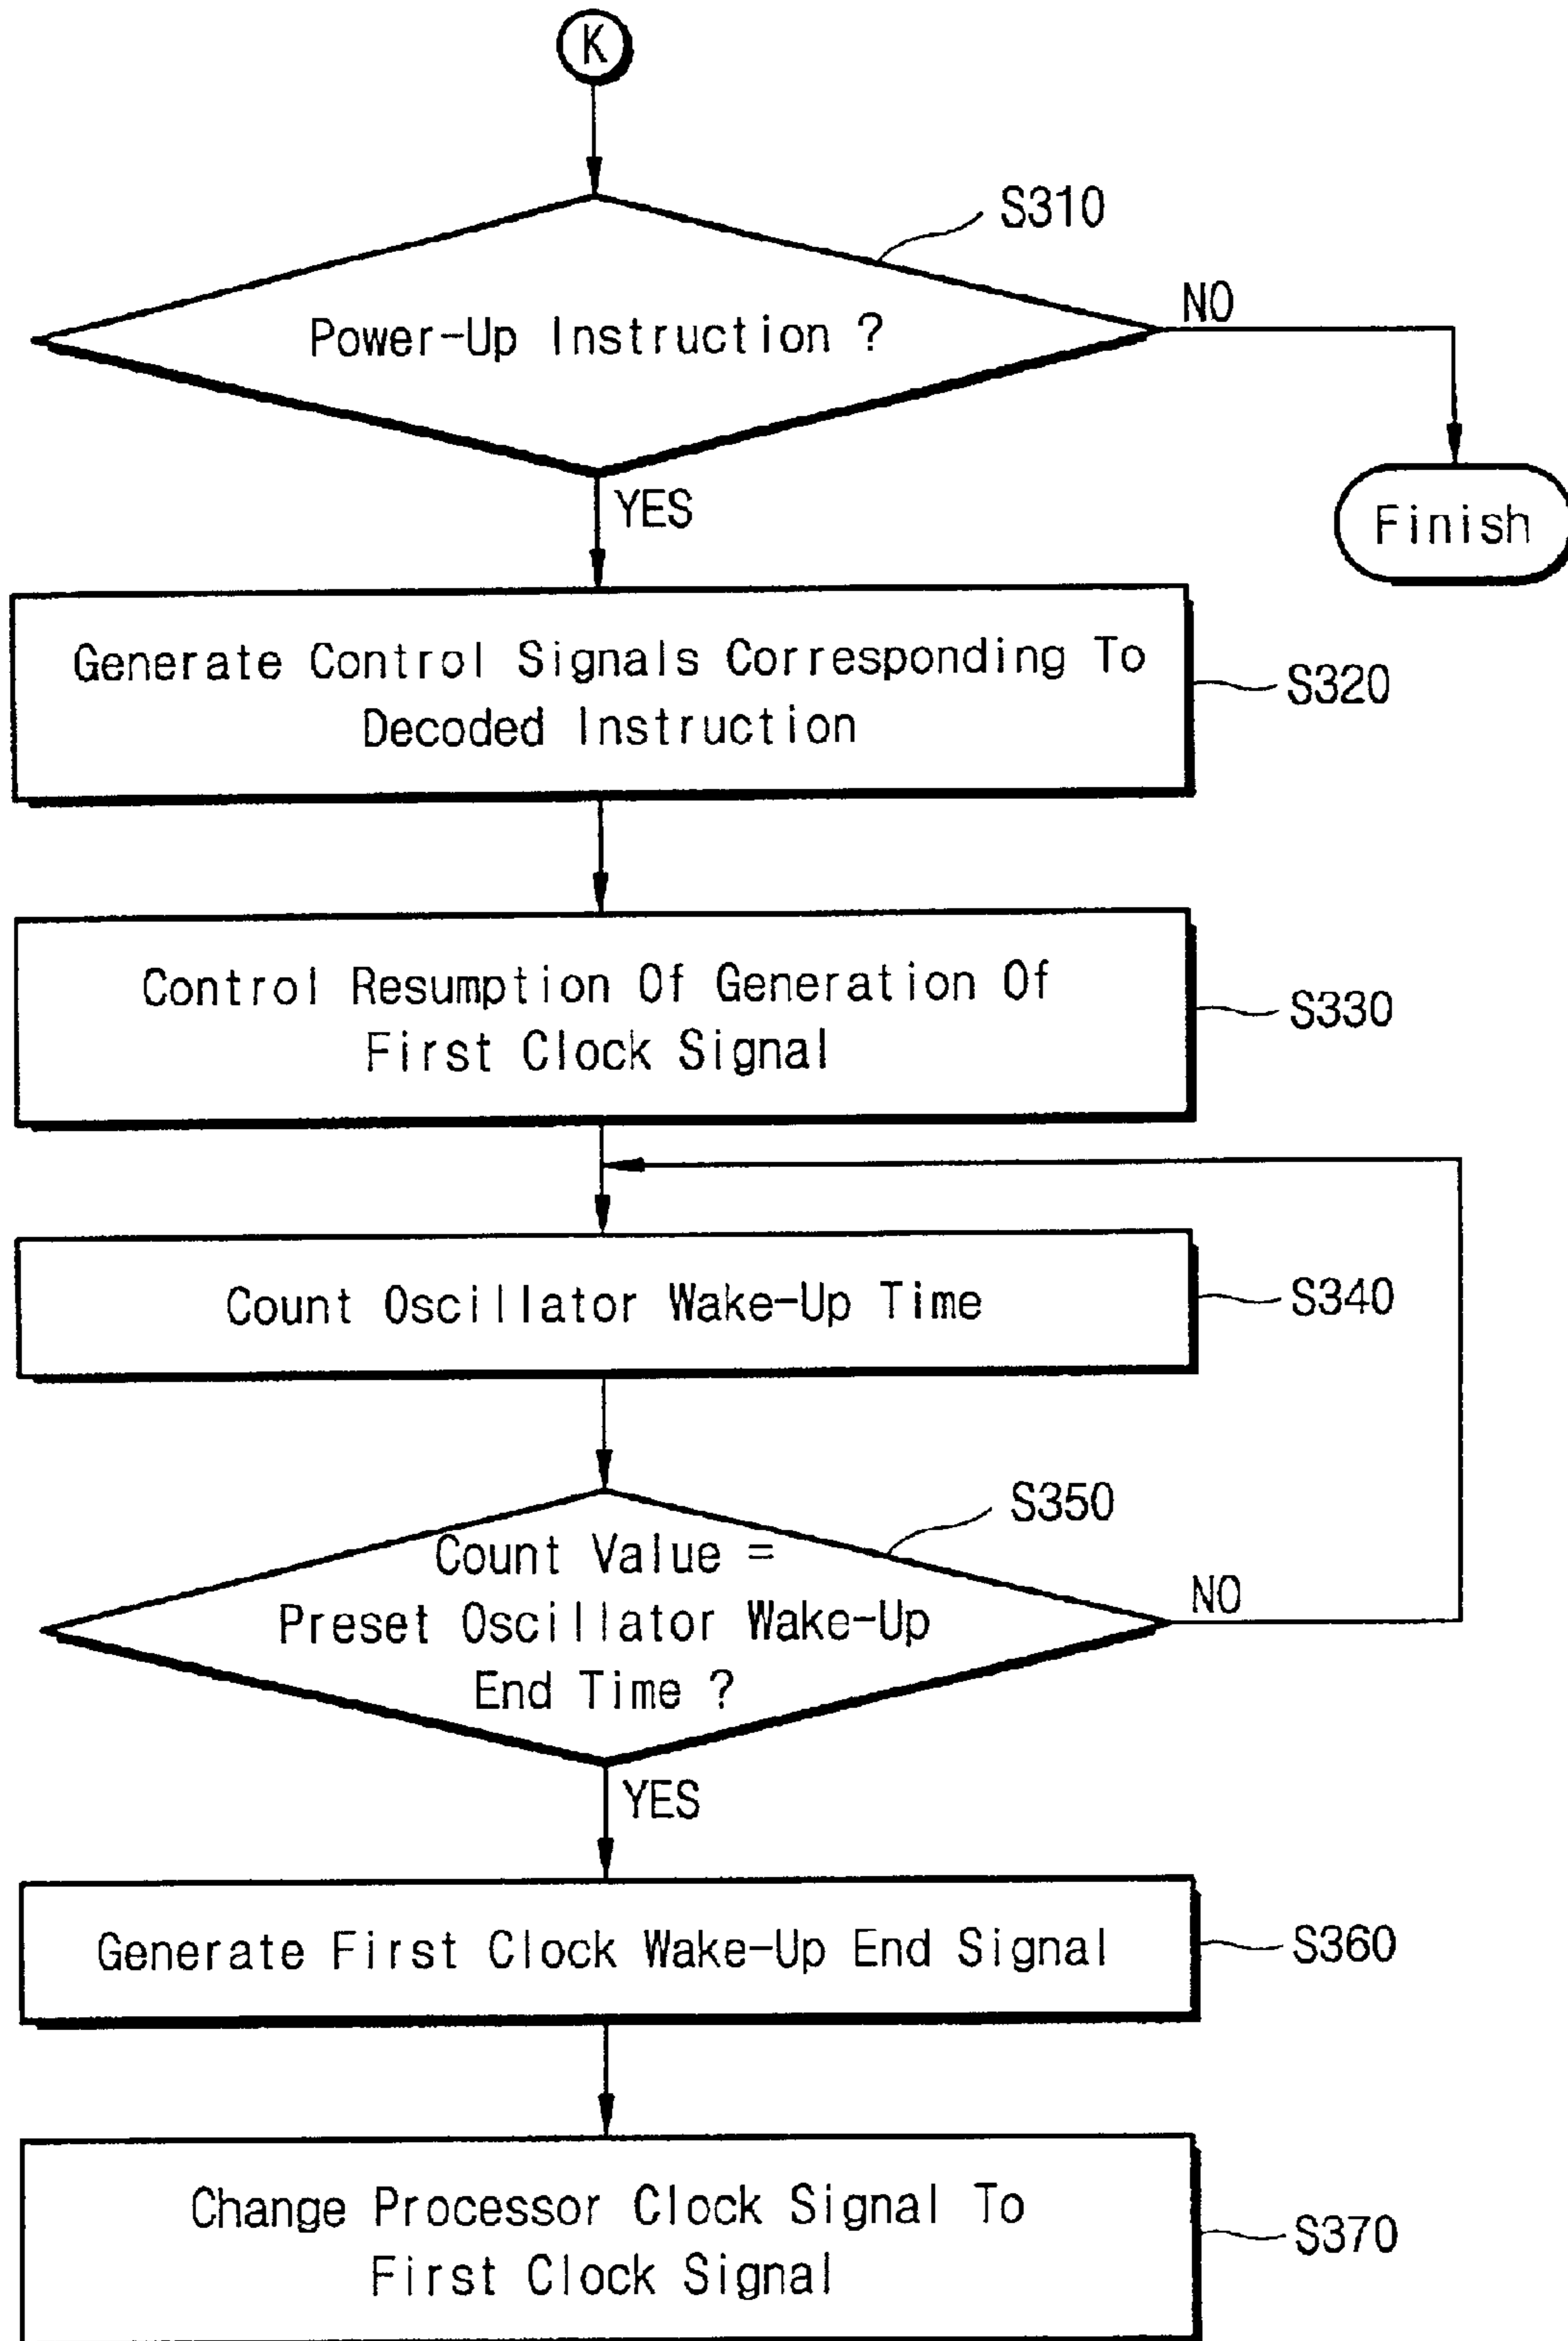 K
S310
Power-Up Instruction ?
NO
YES
Finish
Generate Control Signals Corresponding To
Decoded Instruction
S320
Control Resumption Of Generation Of
First Clock Signal
S330
Count Oscillator Wake-Up Time
S340
S350
Count Value =
Preset Oscillator Wake-Up
End Time ?
NO
YES
Generate First Clock Wake-Up End Signal
S360
Change Processor Clock Signal To
First Clock Signal
S370